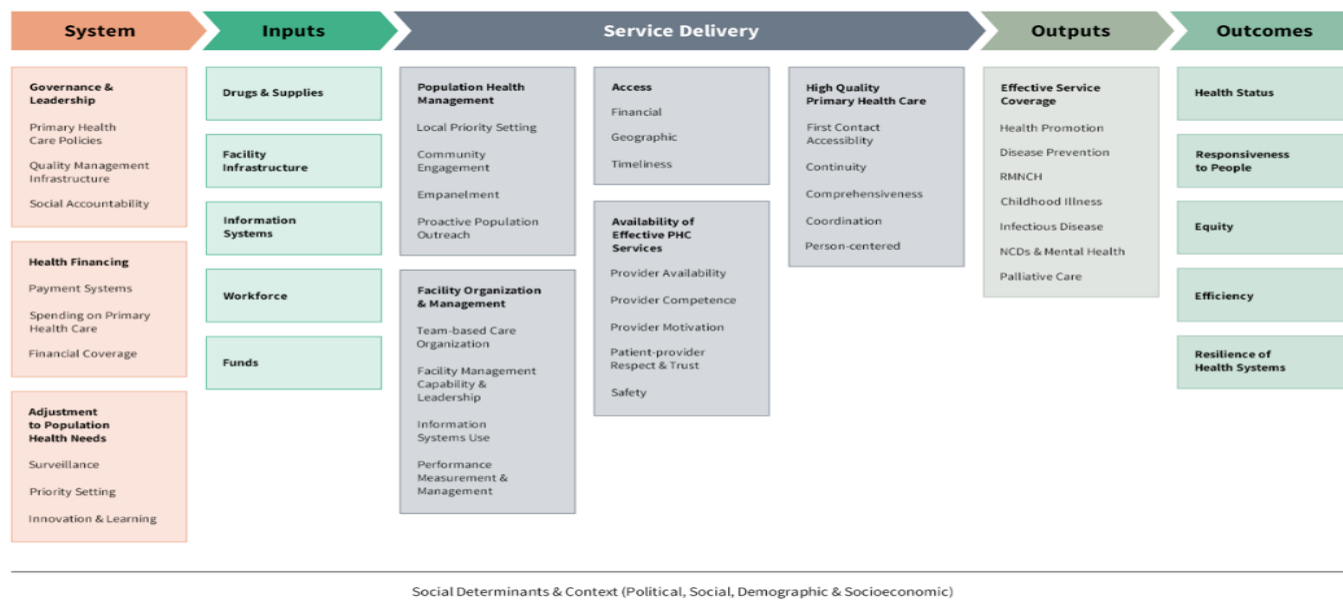 System
Inputs
Service Delivery
Outputs
Outcomes
Governance &
Leadership
Primary Health
Care Policies
Quality Management
Infrastructure
Social Accountability
Health Financing
Payment Systems
Spending on Primary
Health Care
Financial Coverage
Adjustment
to Population
Health Needs
Surveillance
Priority Setting
Innovation & Learning
Drugs & Supplies
Facility
Infrastructure
Information
Systems
Workforce
Funds
Population Health
Management
Local Priority Setting
Community
Engagement
Empanelment
Proactive Population
Outreach
Facility Organization
& Management
Team-based Care
Organization
Facility Management
Capability &
Leadership
Information
Systems Use
Performance
Measurement &
Management
Access
Financial
Geographic
Timeliness
Availability of
Effective PHC
Services
Provider Availability
Provider Competence
Provider Motivation
Patient-provider
Respect & Trust
Safety
High Quality
Primary Health Care
First Contact
Accessiblity
Continuity
Comprehensiveness
Coordination
Person-centered
Effective Service
Coverage
Health Promotion
Disease Prevention
RMNCH
Childhood Illness
Infectious Disease
NCDs & Mental Health
Palliative Care
Health Status
Responsiveness
to People
Equity
Efficiency
Resilience of
Health Systems
Social Determinants & Context (Political, Social, Demographic & Socioeconomic)